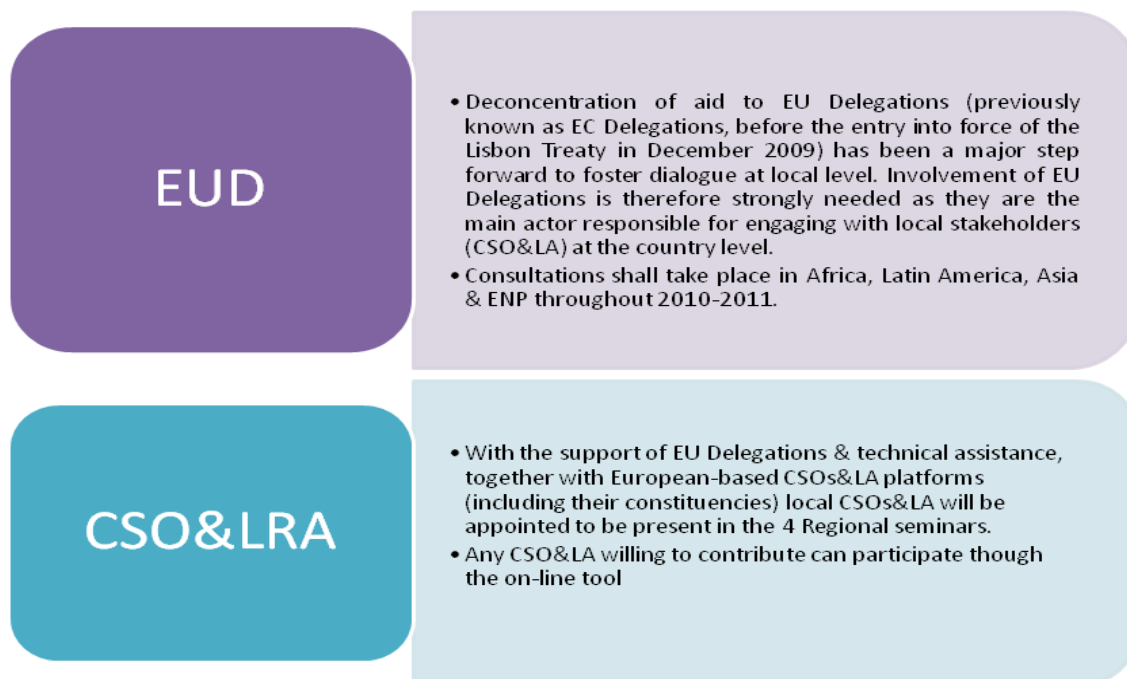 EUD
• Deconcentration of aid to EU Delegations (previously
known as EC Delegations, before the entry into force of the
Lisbon Treaty in December 2009) has been a major step
forward to foster dialogue at local level. Involvement of EU
Delegations is therefore strongly needed as they are the
main actor responsible for engaging with local stakeholders
(CSO&LA) at the country level.
• Consultations shall take place in Africa, Latin America, Asia
& ENP throughout 2010-2011.
CSO&LRA
• With the support of EU Delegations & technical assistance,
together with European-based CSOs&LA platforms
(including their constituencies) local CSOs&LA will be
appointed to be present in the 4 Regional seminars.
• Any CSO&LA willing to contribute can participate though
the on-line tool